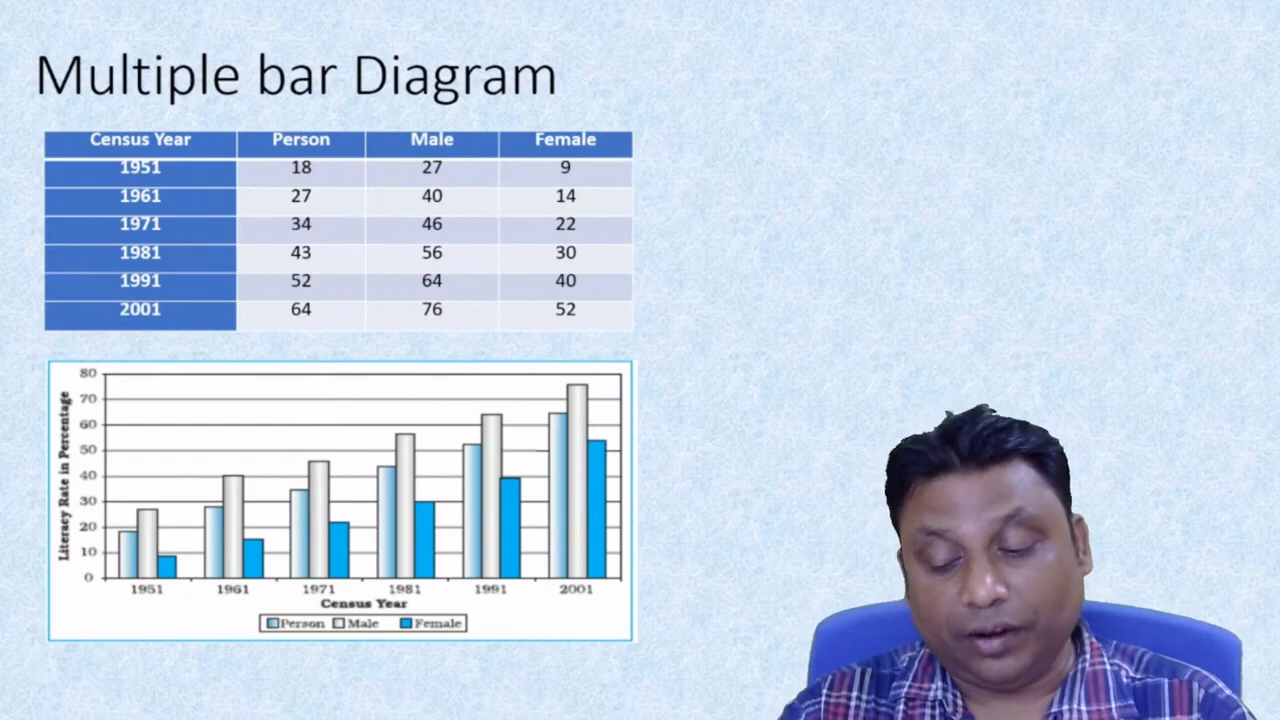 Multiple bar Diagram
Census Year Person Male Female
1951 18 27 9
1961 27 40 14
1971 34 46 22
1981 43 56 30
1991 52 64 40
2001 64 76 52
80
70
60
50
40
30
20
10
0
Literacy Rate in Percentage
1951 1961 1971 1981 1991 2001
Census Year
Person Male Female